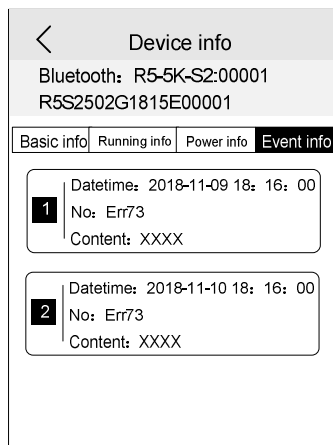 Device info
Bluetooth：R5-5K-S2:00001
R5S2502G1815E00001
Basic info Running info Power info Event info
1
Datetime：2018-11-09 18：16：00
No：Err73
Content：XXXX
2
Datetime：2018-11-10 18：16：00
No：Err73
Content：XXXX